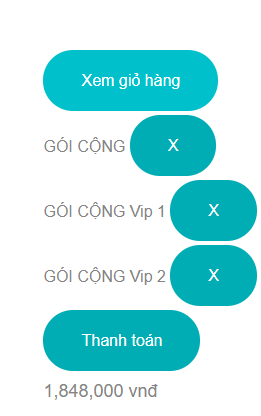 Xem giỏ hàng
GÓI CỘNG X
GÓI CỘNG Vip 1 X
GÓI CỘNG Vip 2 X
Thanh toán
1,848,000 vnđ